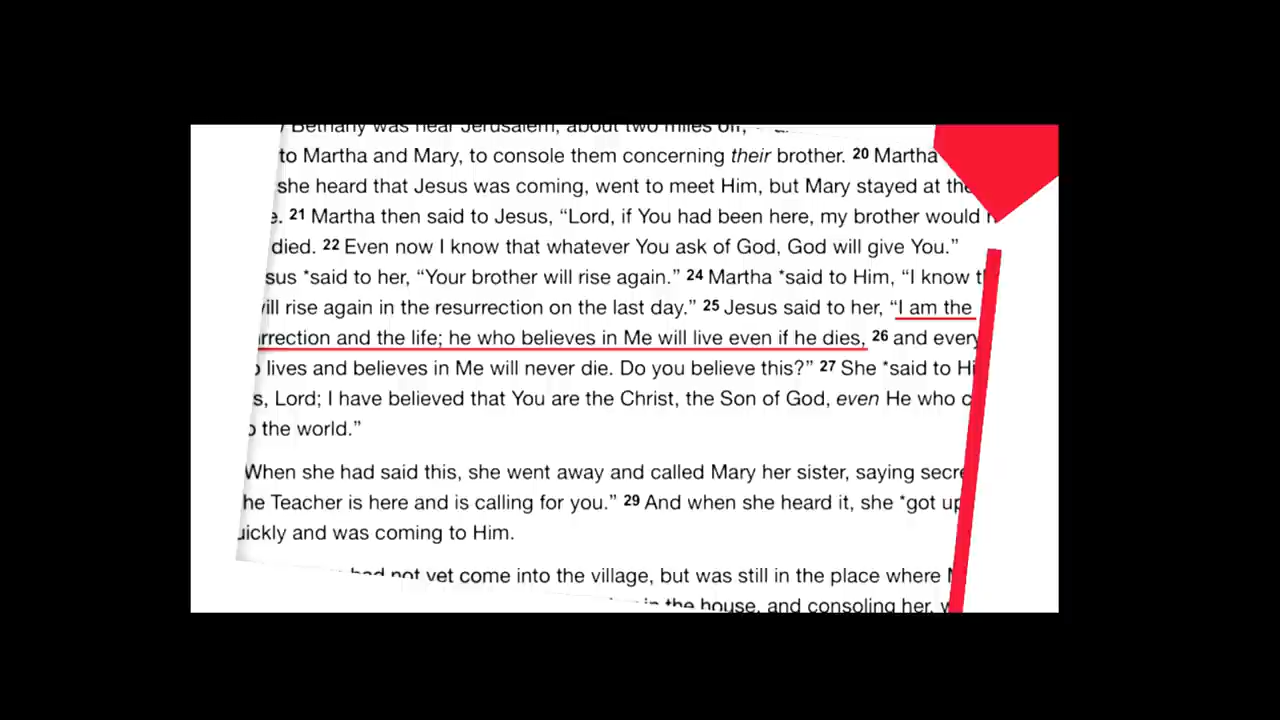 Bethany was near Jerusalem, about two miles off,
to Martha and Mary, to console them concerning their brother. 20 Martha
she heard that Jesus was coming, went to meet Him, but Mary stayed at the
e. 21 Martha then said to Jesus, “Lord, if You had been here, my brother would
died. 22 Even now I know that whatever You ask of God, God will give You.”
sus *said to her, “Your brother will rise again.” 24 Martha *said to Him, “I know
will rise again in the resurrection on the last day.” 25 Jesus said to her, “I am the
rrection and the life; he who believes in Me will live even if he dies, 26 and every
lives and believes in Me will never die. Do you believe this?” 27 She *said to Hi
s, Lord; I have believed that You are the Christ, the Son of God, even He who c
o the world.”
When she had said this, she went away and called Mary her sister, saying secre
he Teacher is here and is calling for you.” 29 And when she heard it, she *got up
uickly and was coming to Him.
had not yet come into the village, but was still in the place where
in the house, and consoling her,